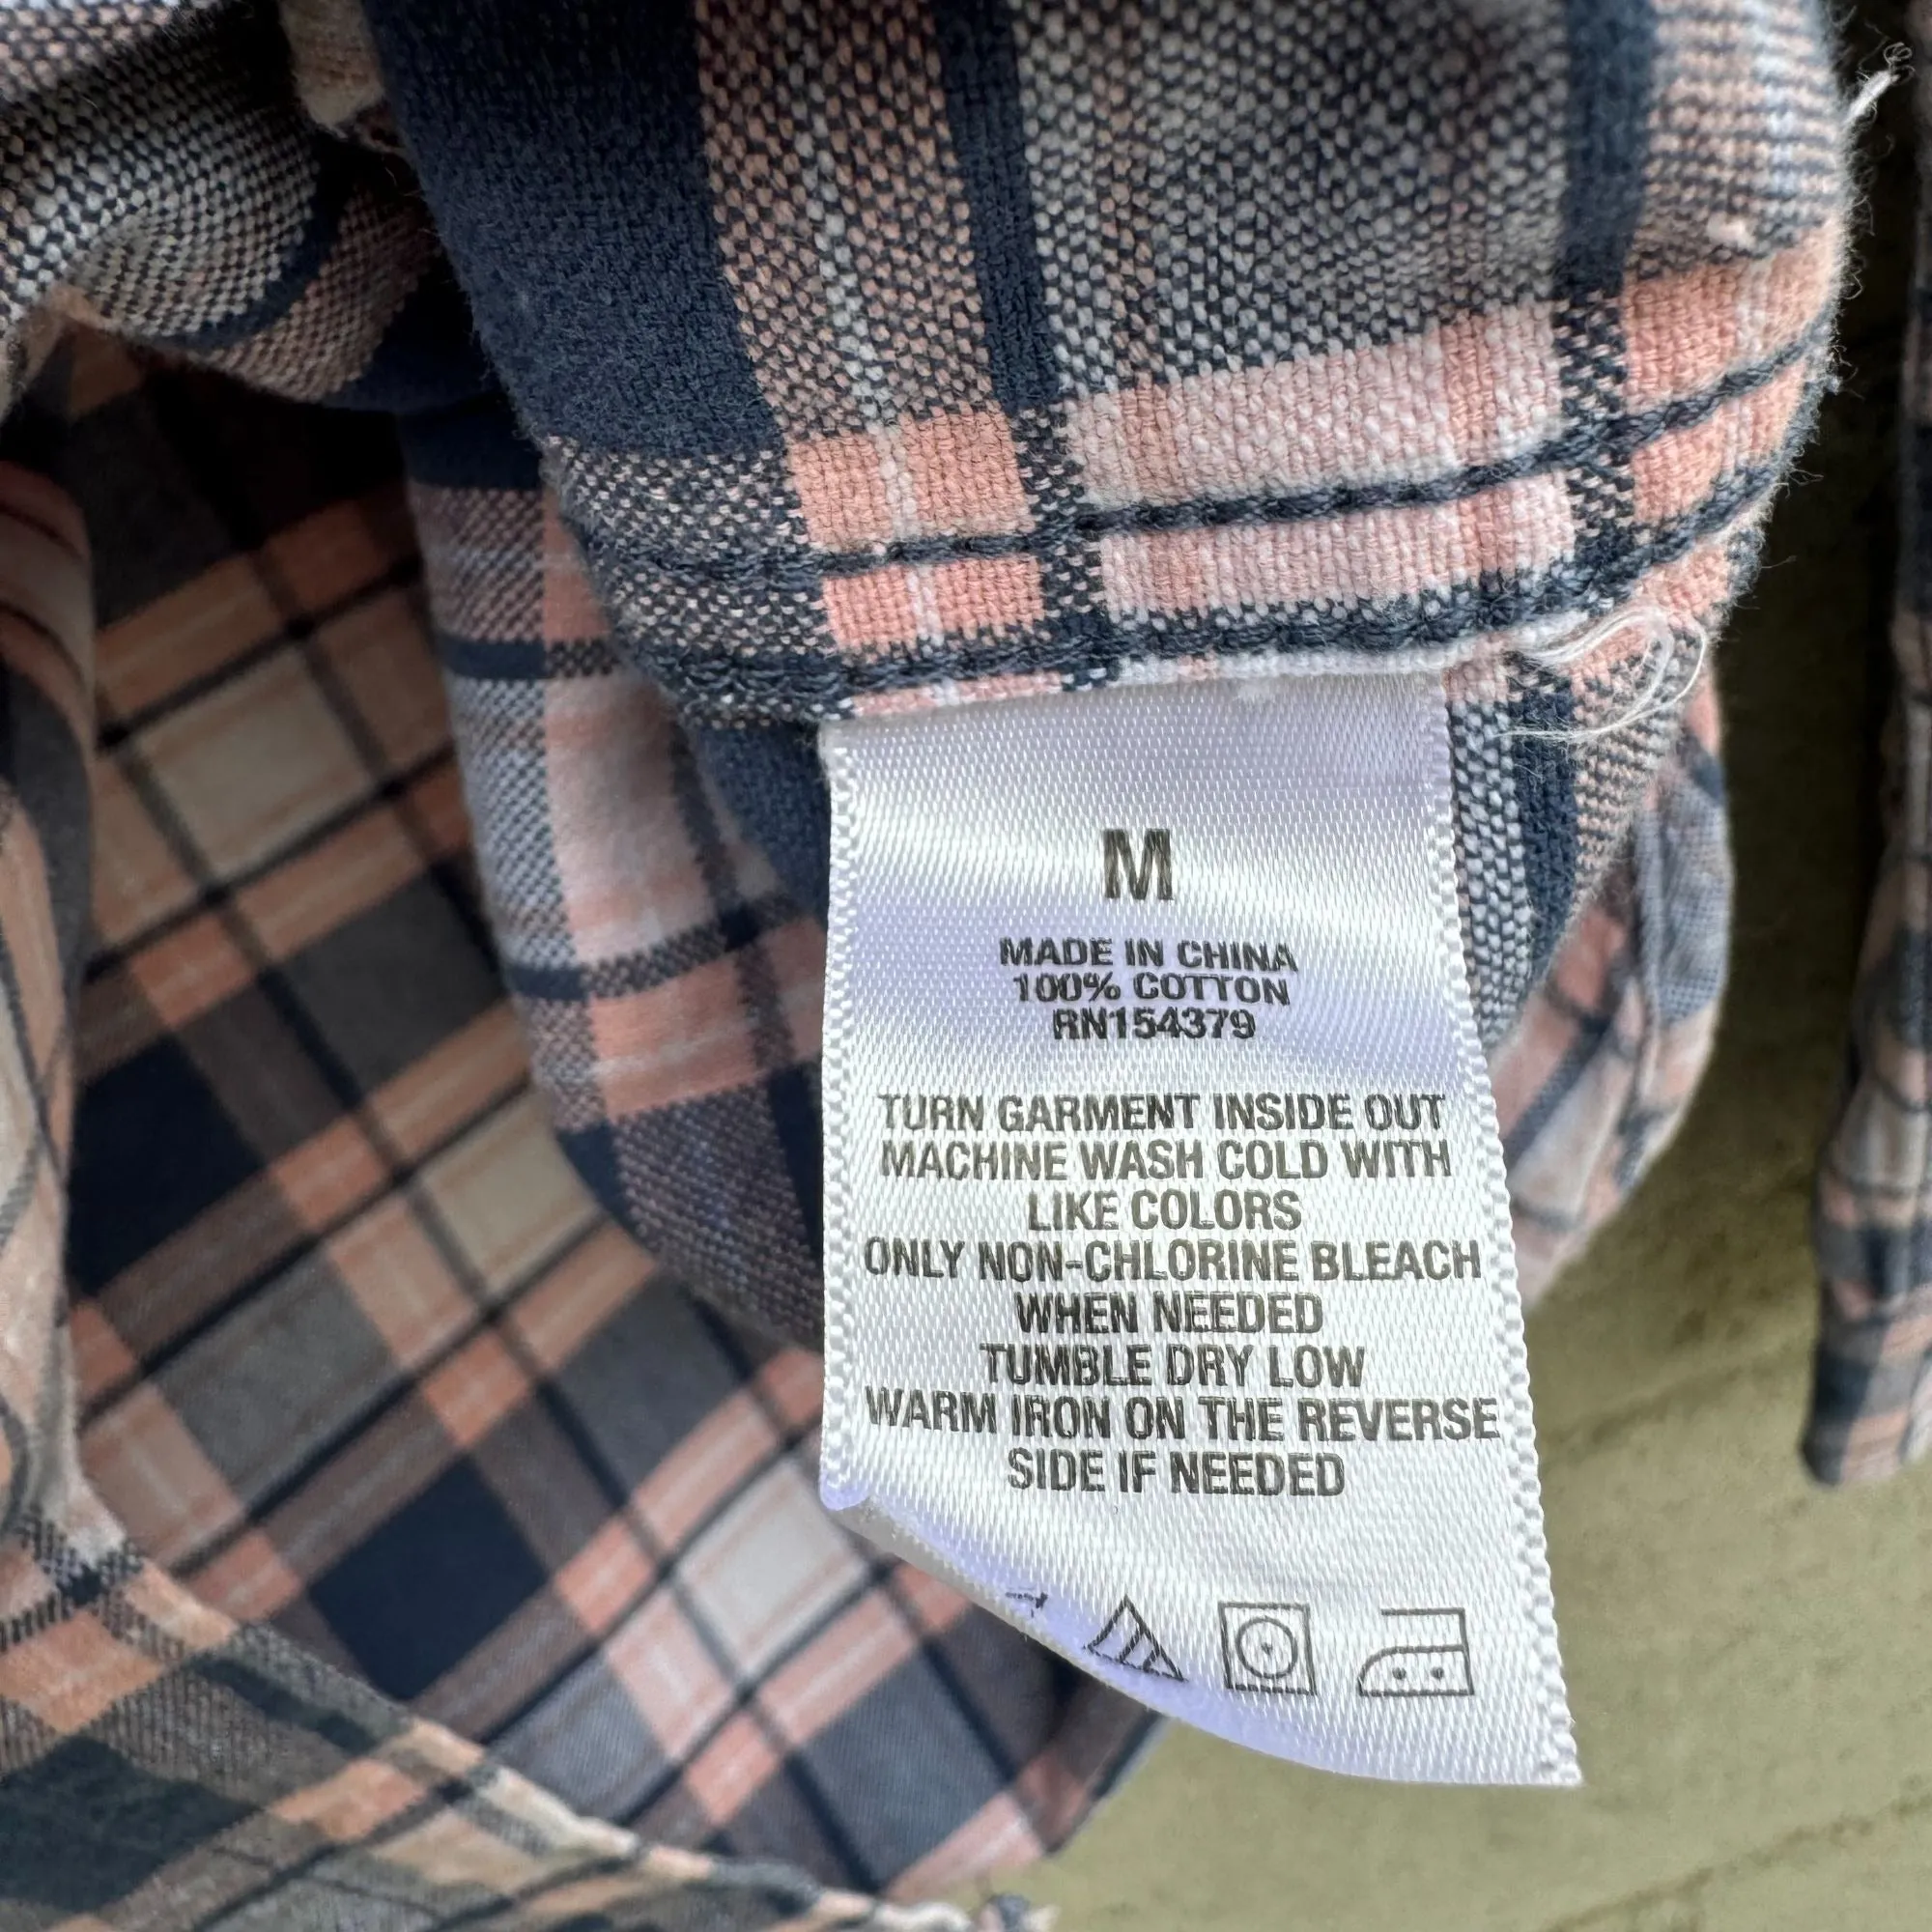 M
MADE IN CHINA
100% COTTON
RN154379
TURN GARMENT INSIDE OUT
MACHINE WASH COLD WITH
LIKE COLORS
ONLY NON-CHLORINE BLEACH
WHEN NEEDED
TUMBLE DRY LOW
WARM IRON ON THE REVERSE
SIDE IF NEEDED